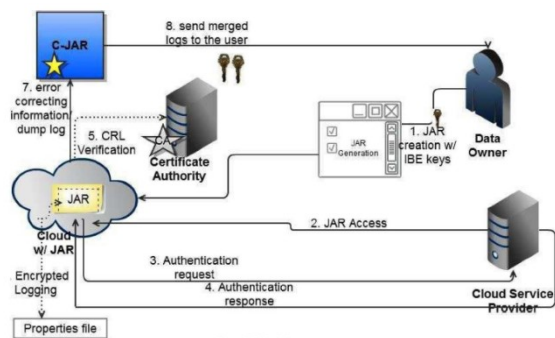 8. send merged
logs to the user
C-JAR
7. error
correcting
information/
dump log
5. CRL
Verification
Certificate
Authority
JAR
Generation
1. JAR
creation w/
IBE keys
Data
Owner
JAR
Cloud
w/ JAR
2. JAR Access
3. Authentication
request
4. Authentication
response
Encrypted
Logging
Cloud Service
Provider
Properties file